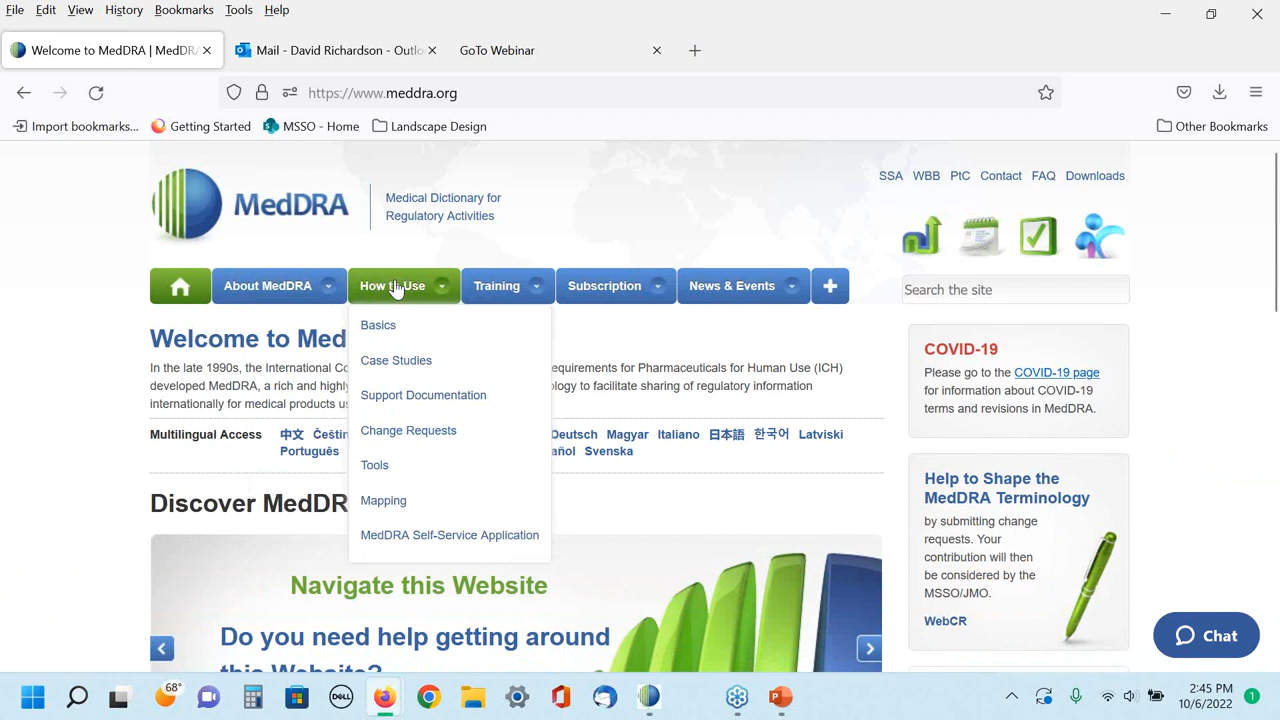 File Edit View History Bookmarks Tools Help
Welcome to MedDRA | MedDRA
Mail - David Richardson - Outlo
GoTo Webinar
https://www.meddra.org
Import bookmarks... Getting Started MSSO - Home Landscape Design Other Bookmarks
SSA WBB PtC Contact FAQ Downloads
MedDRA
Medical Dictionary for
Regulatory Activities
About MedDRA How to Use Training Subscription News & Events
Search the site
Basics
Case Studies
Support Documentation
Change Requests
Tools
Mapping
MedDRA Self-Service Application
Welcome to Med
In the late 1990s, the International Co equirements for Pharmaceuticals for Human Use (ICH)
developed MedDRA, a rich and highly ology to facilitate sharing of regulatory information
internationally for medical products us
Multilingual Access 中文 Češtin Deutsch Magyar Italiano 日本語 한국어 Latviski
Português añol Svenska
Discover MedDR
Navigate this Website
Do you need help getting around
this Website?
COVID-19
Please go to the COVID-19 page
for information about COVID-19
terms and revisions in MedDRA.
Help to Shape the
MedDRA Terminology
by submitting change
requests. Your
contribution will then
be considered by the
MSSO/JMO.
WebCR
Chat
68°
DELL
2:45 PM
10/6/2022
1